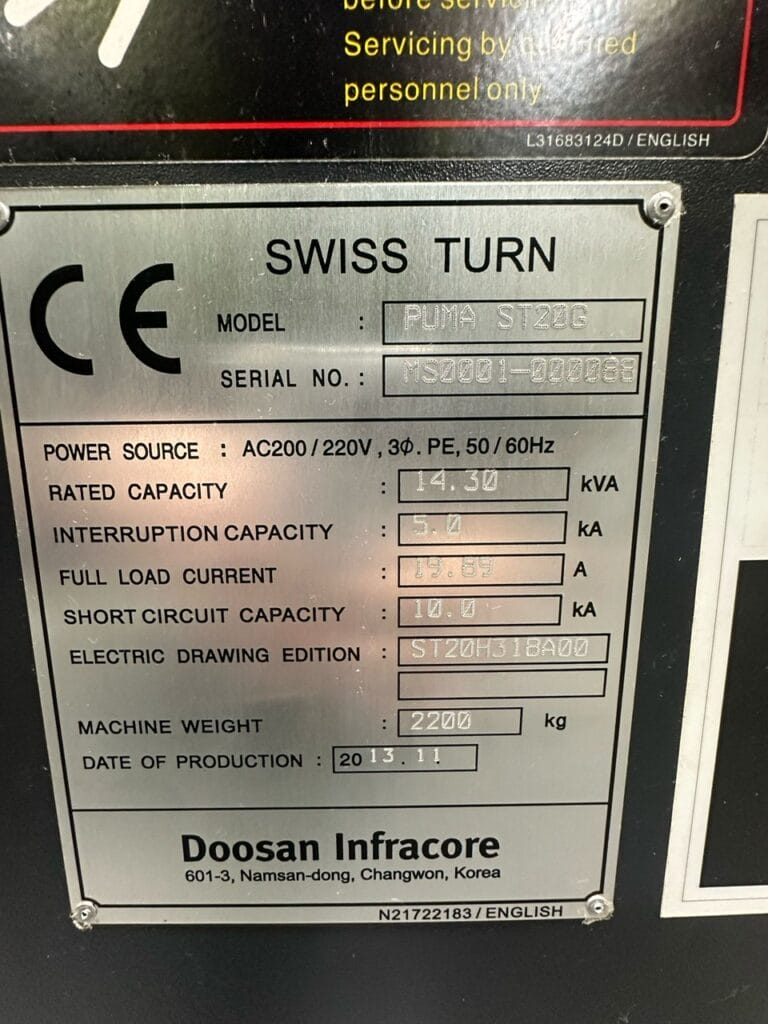 before
Servicing by
personnel only.
L31683124D / ENGLISH
CE
SWISS TURN
MODEL : PUMA ST20G
SERIAL NO. : MS0001-000088
POWER SOURCE : AC200 / 220V , 3Φ . PE, 50 / 60Hz
RATED CAPACITY : 14.30 kVA
INTERRUPTION CAPACITY : 5.0 kA
FULL LOAD CURRENT : 19.89 A
SHORT CIRCUIT CAPACITY : 10.0 kA
ELECTRIC DRAWING EDITION : ST20H318A00
MACHINE WEIGHT : 2200 kg
DATE OF PRODUCTION : 2013.11.
Doosan Infracore
601-3, Namsan-dong, Changwon, Korea
N21722183 / ENGLISH